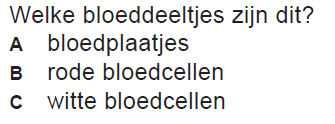 Welke bloeddeeltjes zijn dit?
A bloedplaatjes
B rode bloedcellen
C witte bloedcellen